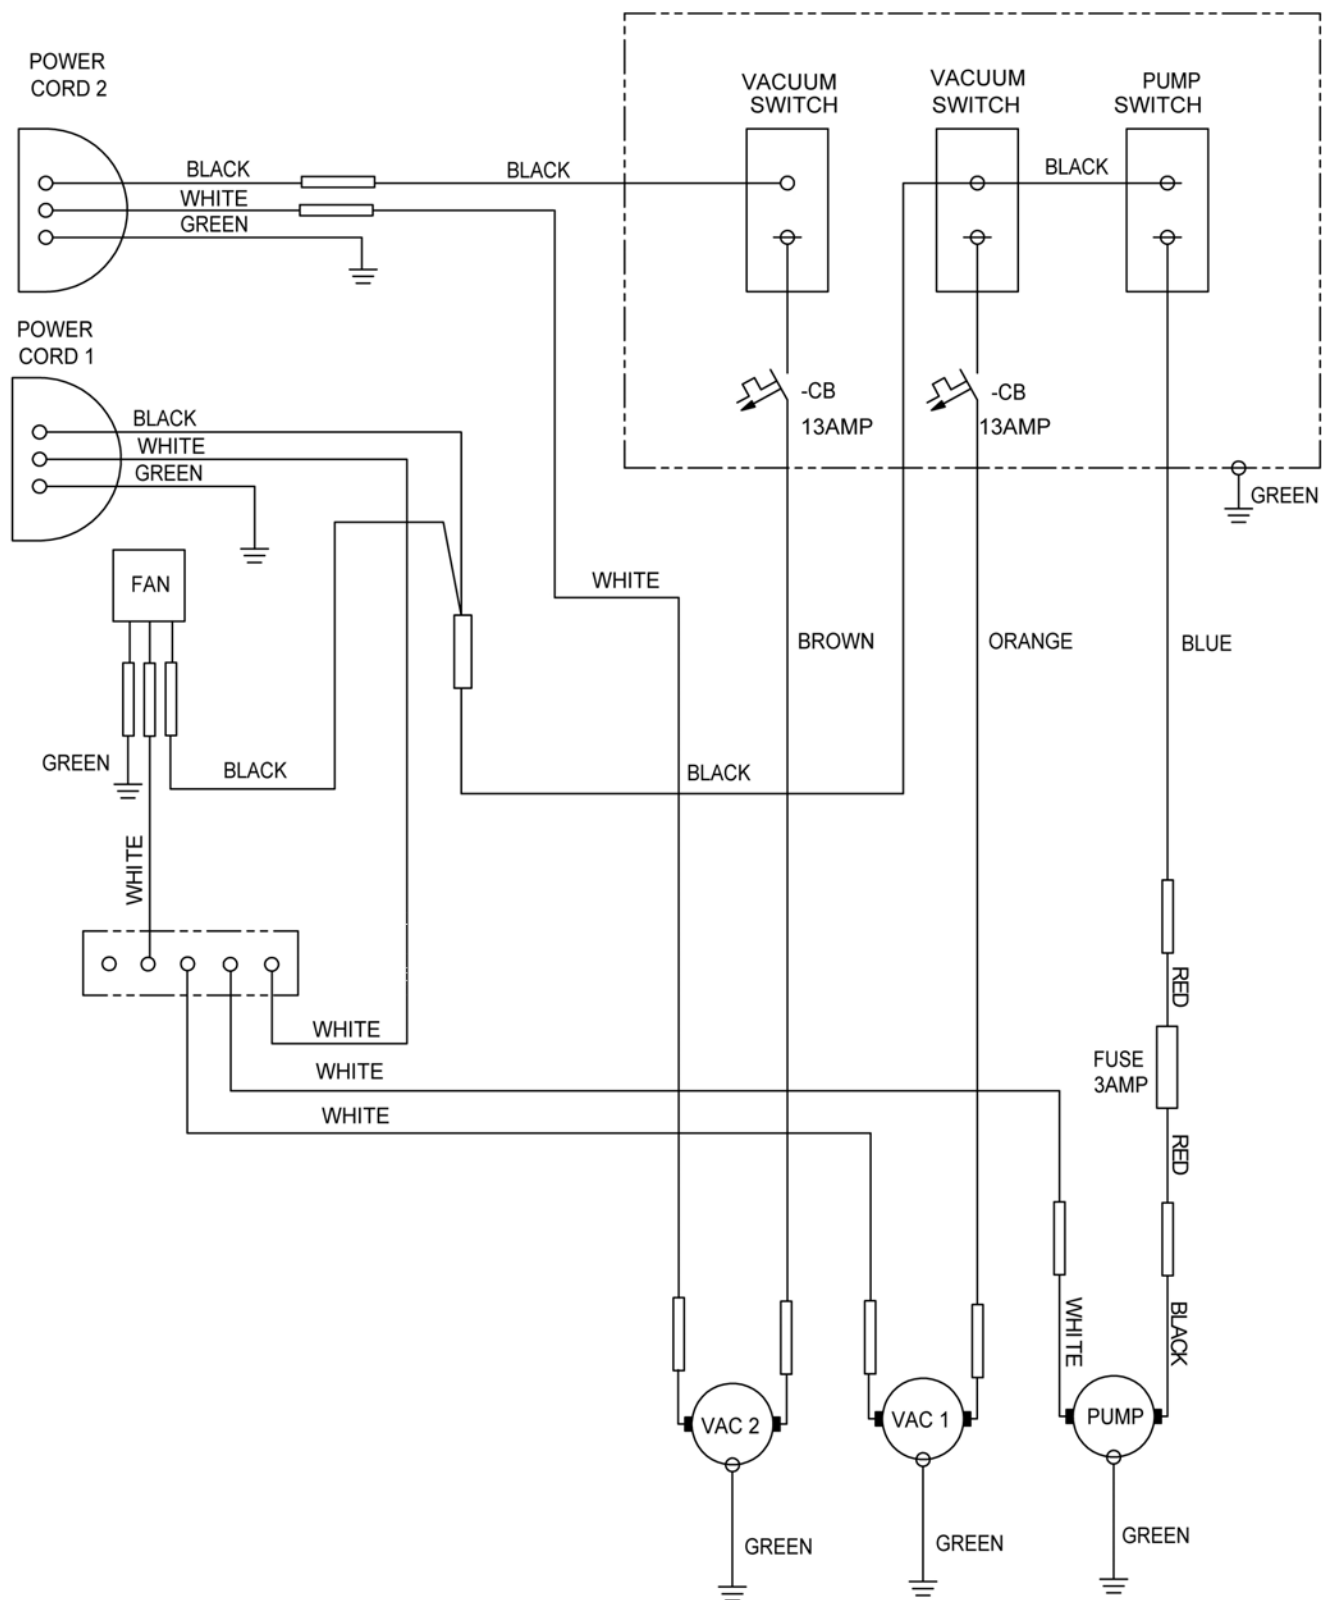 POWER
CORD 2
VACUUM
SWITCH
VACUUM
SWITCH
PUMP
SWITCH
BLACK
BLACK
BLACK
WHITE
GREEN
POWER
CORD 1
BLACK
WHITE
GREEN
-CB
13AMP
-CB
13AMP
GREEN
FAN
WHITE
BROWN
ORANGE
BLUE
GREEN
BLACK
BLACK
WHITE
RED
WHITE
FUSE
3AMP
WHITE
WHITE
RED
WHITE
BLACK
VAC 2
VAC 1
PUMP
GREEN
GREEN
GREEN